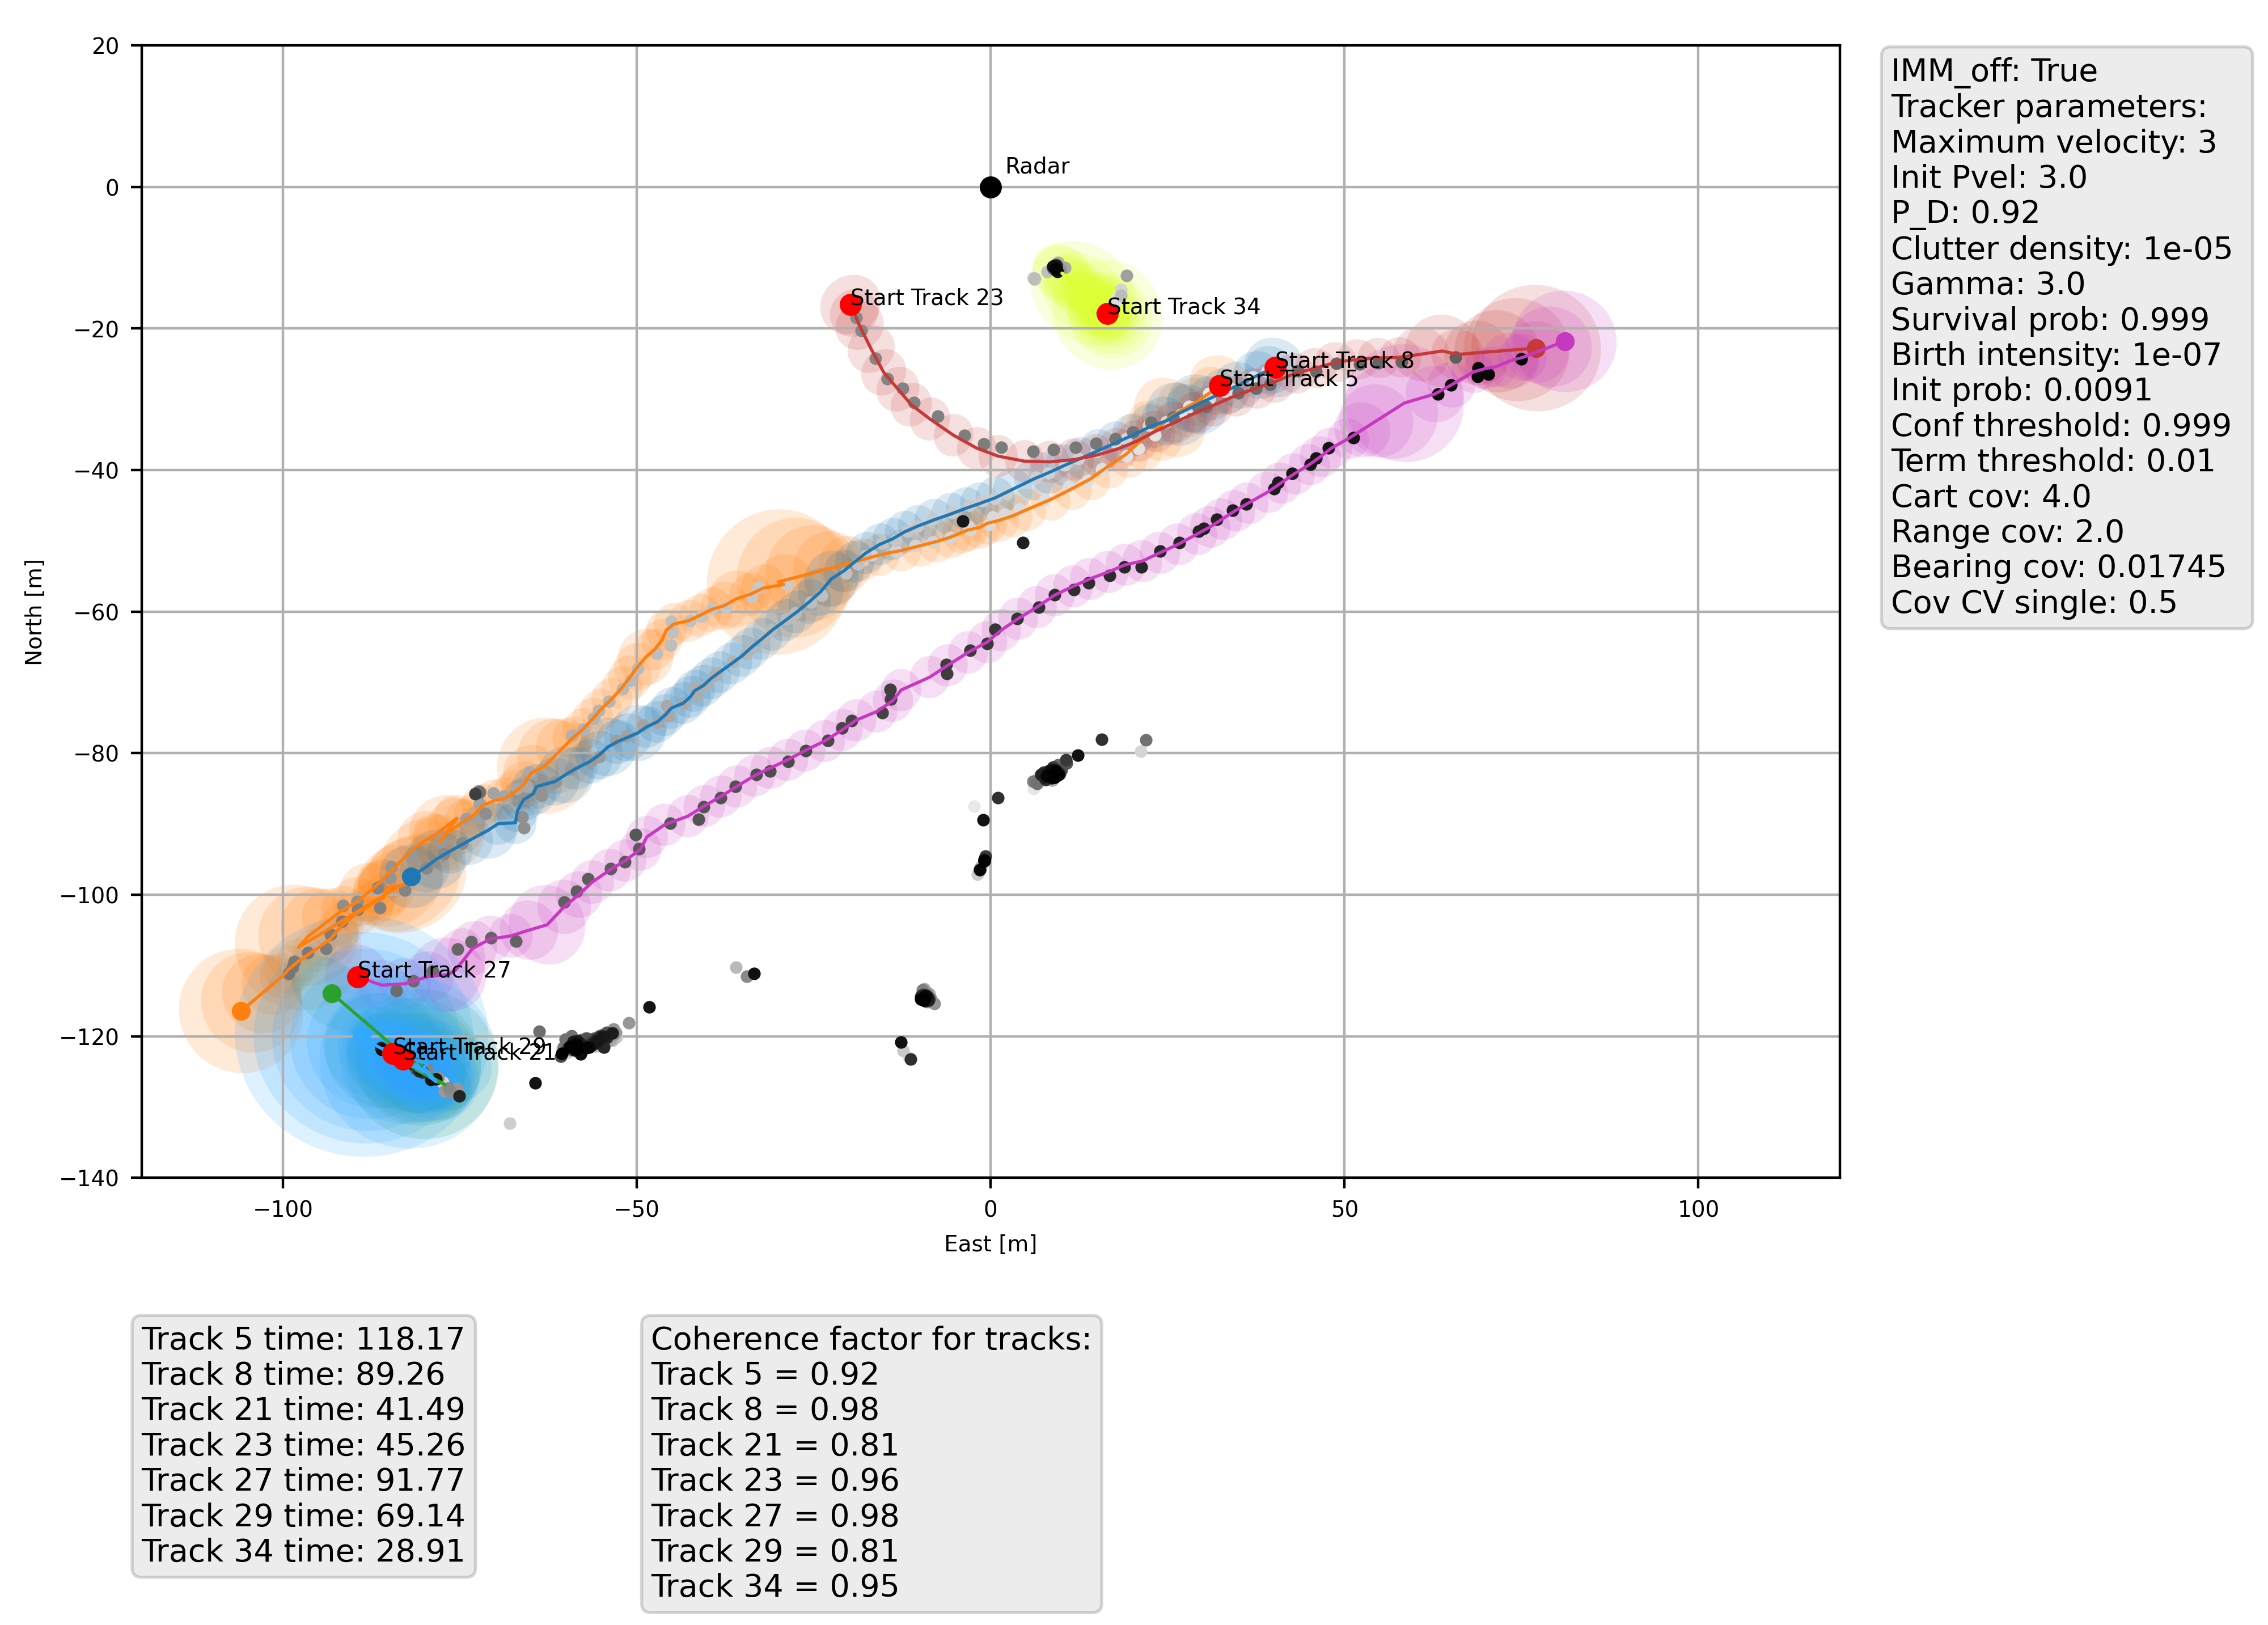 20
0
−20
−40
−60
−80
−100
−120
−140
−100
−50
0
50
100
North [m]
East [m]
Radar
Start Track 23
Start Track 34
Start Track 8
Start Track 5
Start Track 27
Start Track 29
Start Track 21
IMM_off: True
Tracker parameters:
Maximum velocity: 3
Init Pvel: 3.0
P_D: 0.92
Clutter density: 1e-05
Gamma: 3.0
Survival prob: 0.999
Birth intensity: 1e-07
Init prob: 0.0091
Conf threshold: 0.999
Term threshold: 0.01
Cart cov: 4.0
Range cov: 2.0
Bearing cov: 0.01745
Cov CV single: 0.5
Track 5 time: 118.17
Track 8 time: 89.26
Track 21 time: 41.49
Track 23 time: 45.26
Track 27 time: 91.77
Track 29 time: 69.14
Track 34 time: 28.91
Coherence factor for tracks:
Track 5 = 0.92
Track 8 = 0.98
Track 21 = 0.81
Track 23 = 0.96
Track 27 = 0.98
Track 29 = 0.81
Track 34 = 0.95